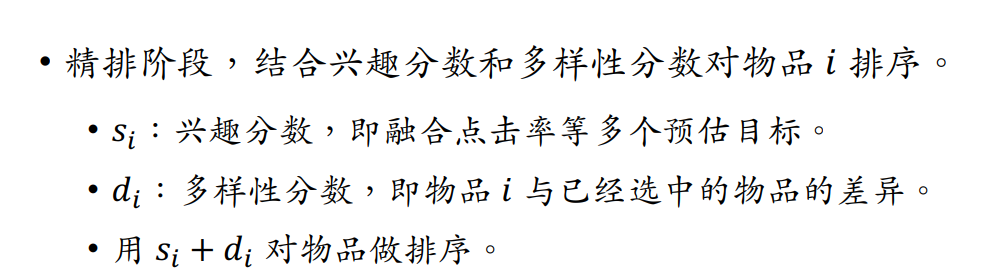 • 精排阶段，结合兴趣分数和多样性分数对物品 i 排序。
• sᵢ：兴趣分数，即融合点击率等多个预估目标。
• dᵢ：多样性分数，即物品 i 与已经选中的物品的差异。
• 用 sᵢ + dᵢ 对物品做排序。